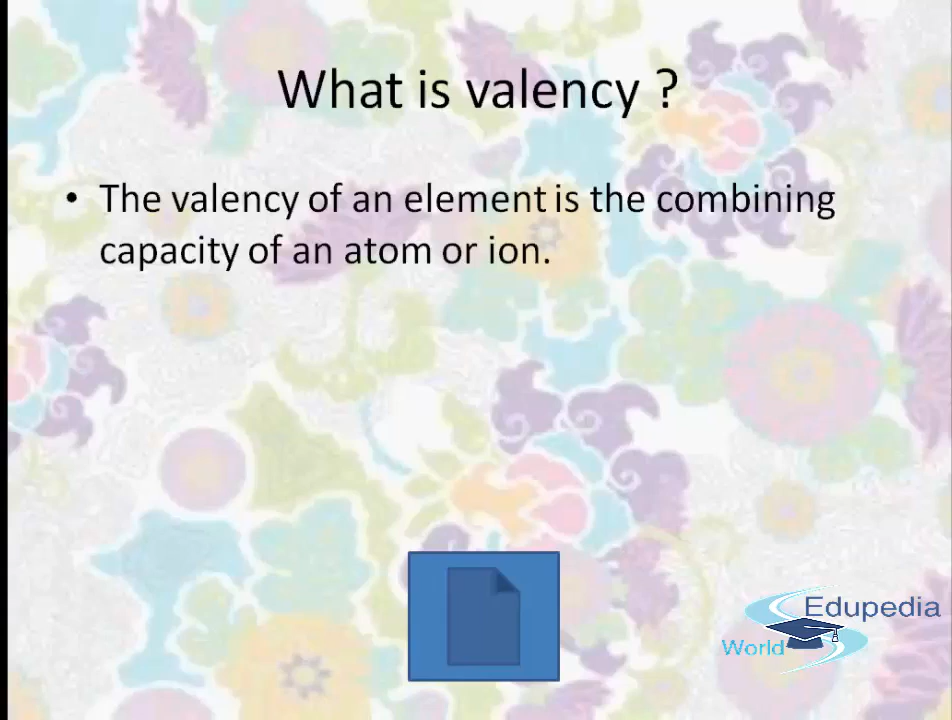 What is valency ?
• The valency of an element is the combining
capacity of an atom or ion.
Edupedia
World